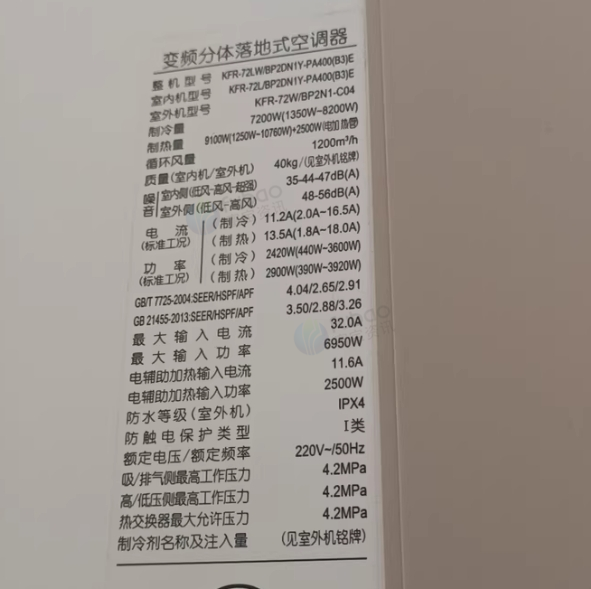 变频分体落地式空调器
整机型号 KFR-72LW/BP2DN1Y-PA400(B3)E
室内机型号 KFR-72L/BP2DN1Y-PA400(B3)E
室外机型号 KFR-72W/BP2N1-C04
制冷量 7200W(1350W~8200W)
制热量 9100W(1250W~10760W)+2500W(电加热管)
循环风量 1200m³/h
质量(室内机/室外机) 40kg/(见室外机铭牌)
噪音 室内侧(低风-高风-超强) 35-44-47dB(A)
室外侧(低风-高风) 48-56dB(A)
电流(标准工况) (制冷) 11.2A(2.0A~16.5A)
(制热) 13.5A(1.8A~18.0A)
功率(标准工况) (制冷) 2420W(440W~3600W)
(制热) 2900W(390W~3920W)
GB/T 7725-2004:SEER/HSPF/APF 4.04/2.65/2.91
GB 21455-2013:SEER/HSPF/APF 3.50/2.88/3.26
最大输入电流 32.0A
最大输入功率 6950W
电辅助加热输入电流 11.6A
电辅助加热输入功率 2500W
防水等级(室外机) IPX4
防触电保护类型 I类
额定电压/额定频率 220V~/50Hz
吸/排气侧最高工作压力 4.2MPa
高/低压侧最高工作压力 4.2MPa
热交换器最大允许压力 4.2MPa
制冷剂名称及注入量 (见室外机铭牌)